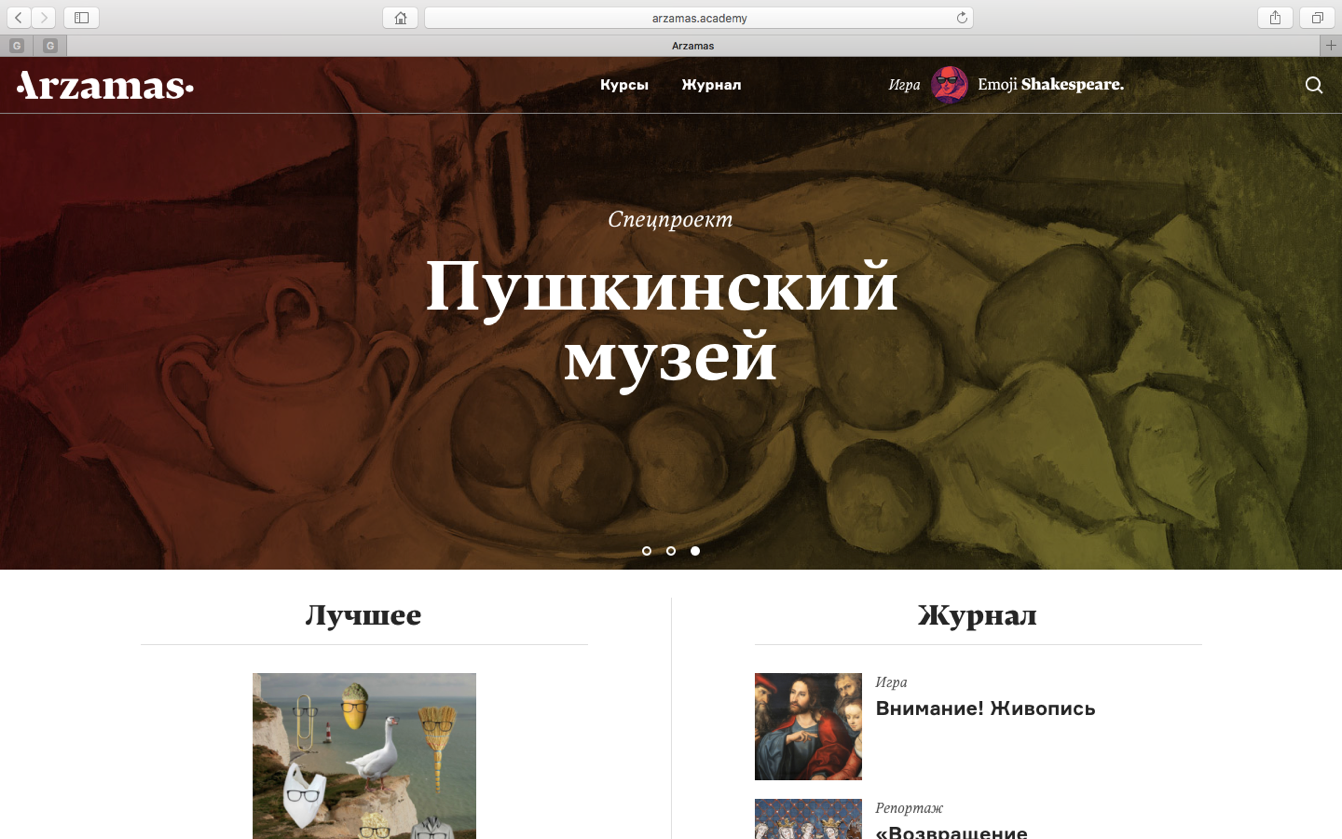 arzamas.academy
G
G
Arzamas
Arzamas
Курсы
Журнал
Игра
Emoji Shakespeare.
Спецпроект
Пушкинский
музей
Лучшее
Журнал
Игра
Внимание! Живопись
Репортаж
«Возвращение